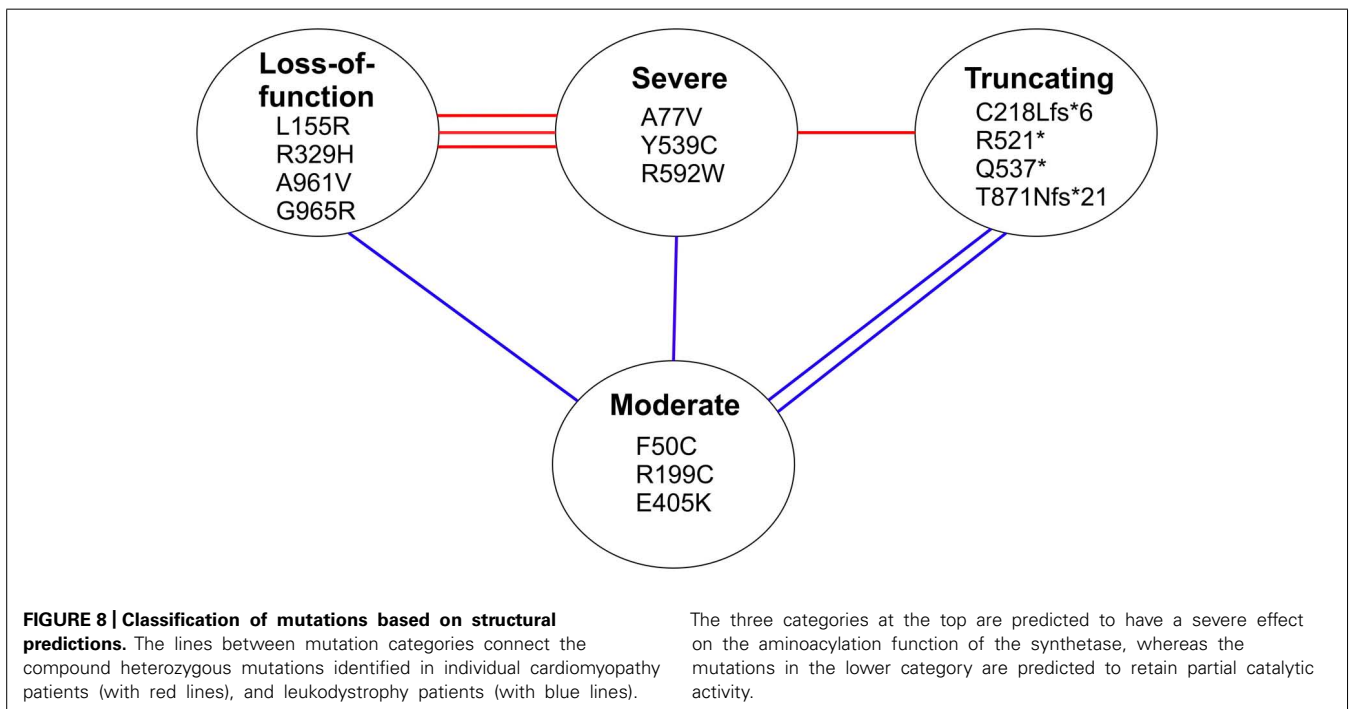 Loss-of-
function
L155R
R329H
A961V
G965R
Severe
A77V
Y539C
R592W
Truncating
C218Lfs*6
R521*
Q537*
T871Nfs*21
Moderate
F50C
R199C
E405K
FIGURE 8 | Classification of mutations based on structural
predictions. The lines between mutation categories connect the
compound heterozygous mutations identified in individual cardiomyopathy
patients (with red lines), and leukodystrophy patients (with blue lines).
The three categories at the top are predicted to have a severe effect
on the aminoacylation function of the synthetase, whereas the
mutations in the lower category are predicted to retain partial catalytic
activity.